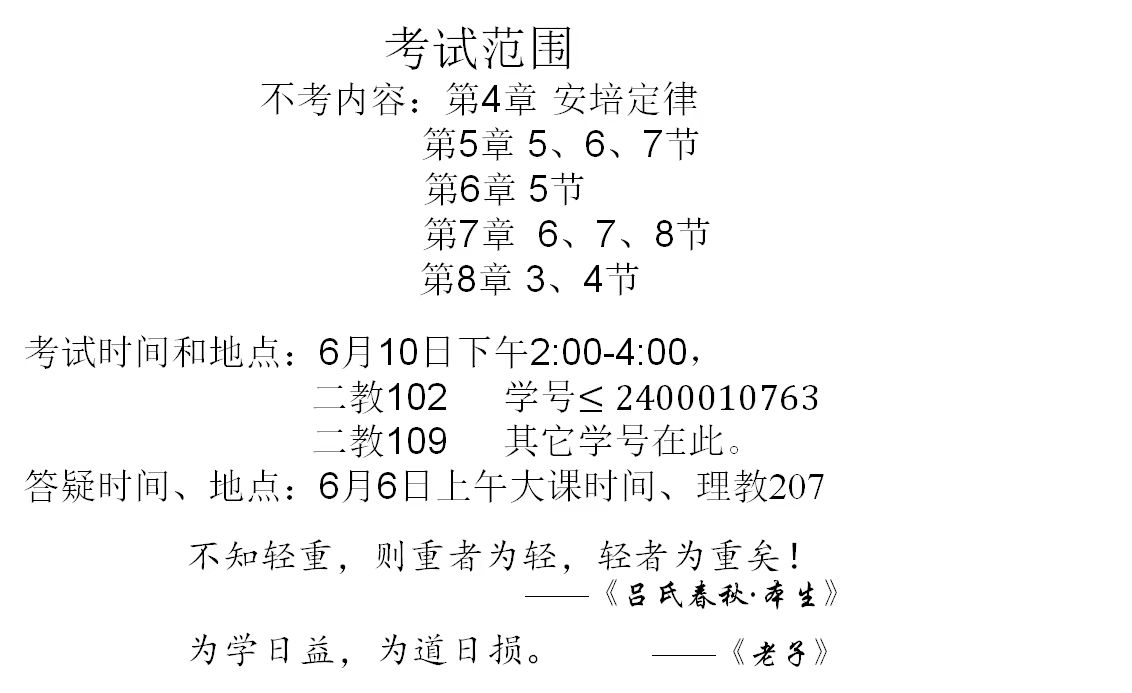 考试范围
不考内容：第4章 安培定律
第5章 5、6、7节
第6章 5节
第7章 6、7、8节
第8章 3、4节
考试时间和地点：6月10日下午2:00-4:00，
二教102 学号≤ 2400010763
二教109 其它学号在此。
答疑时间、地点：6月6日上午大课时间、理教207
不知轻重，则重者为轻，轻者为重矣！
——《吕氏春秋·本生》
为学日益，为道日损。 ——《老子》